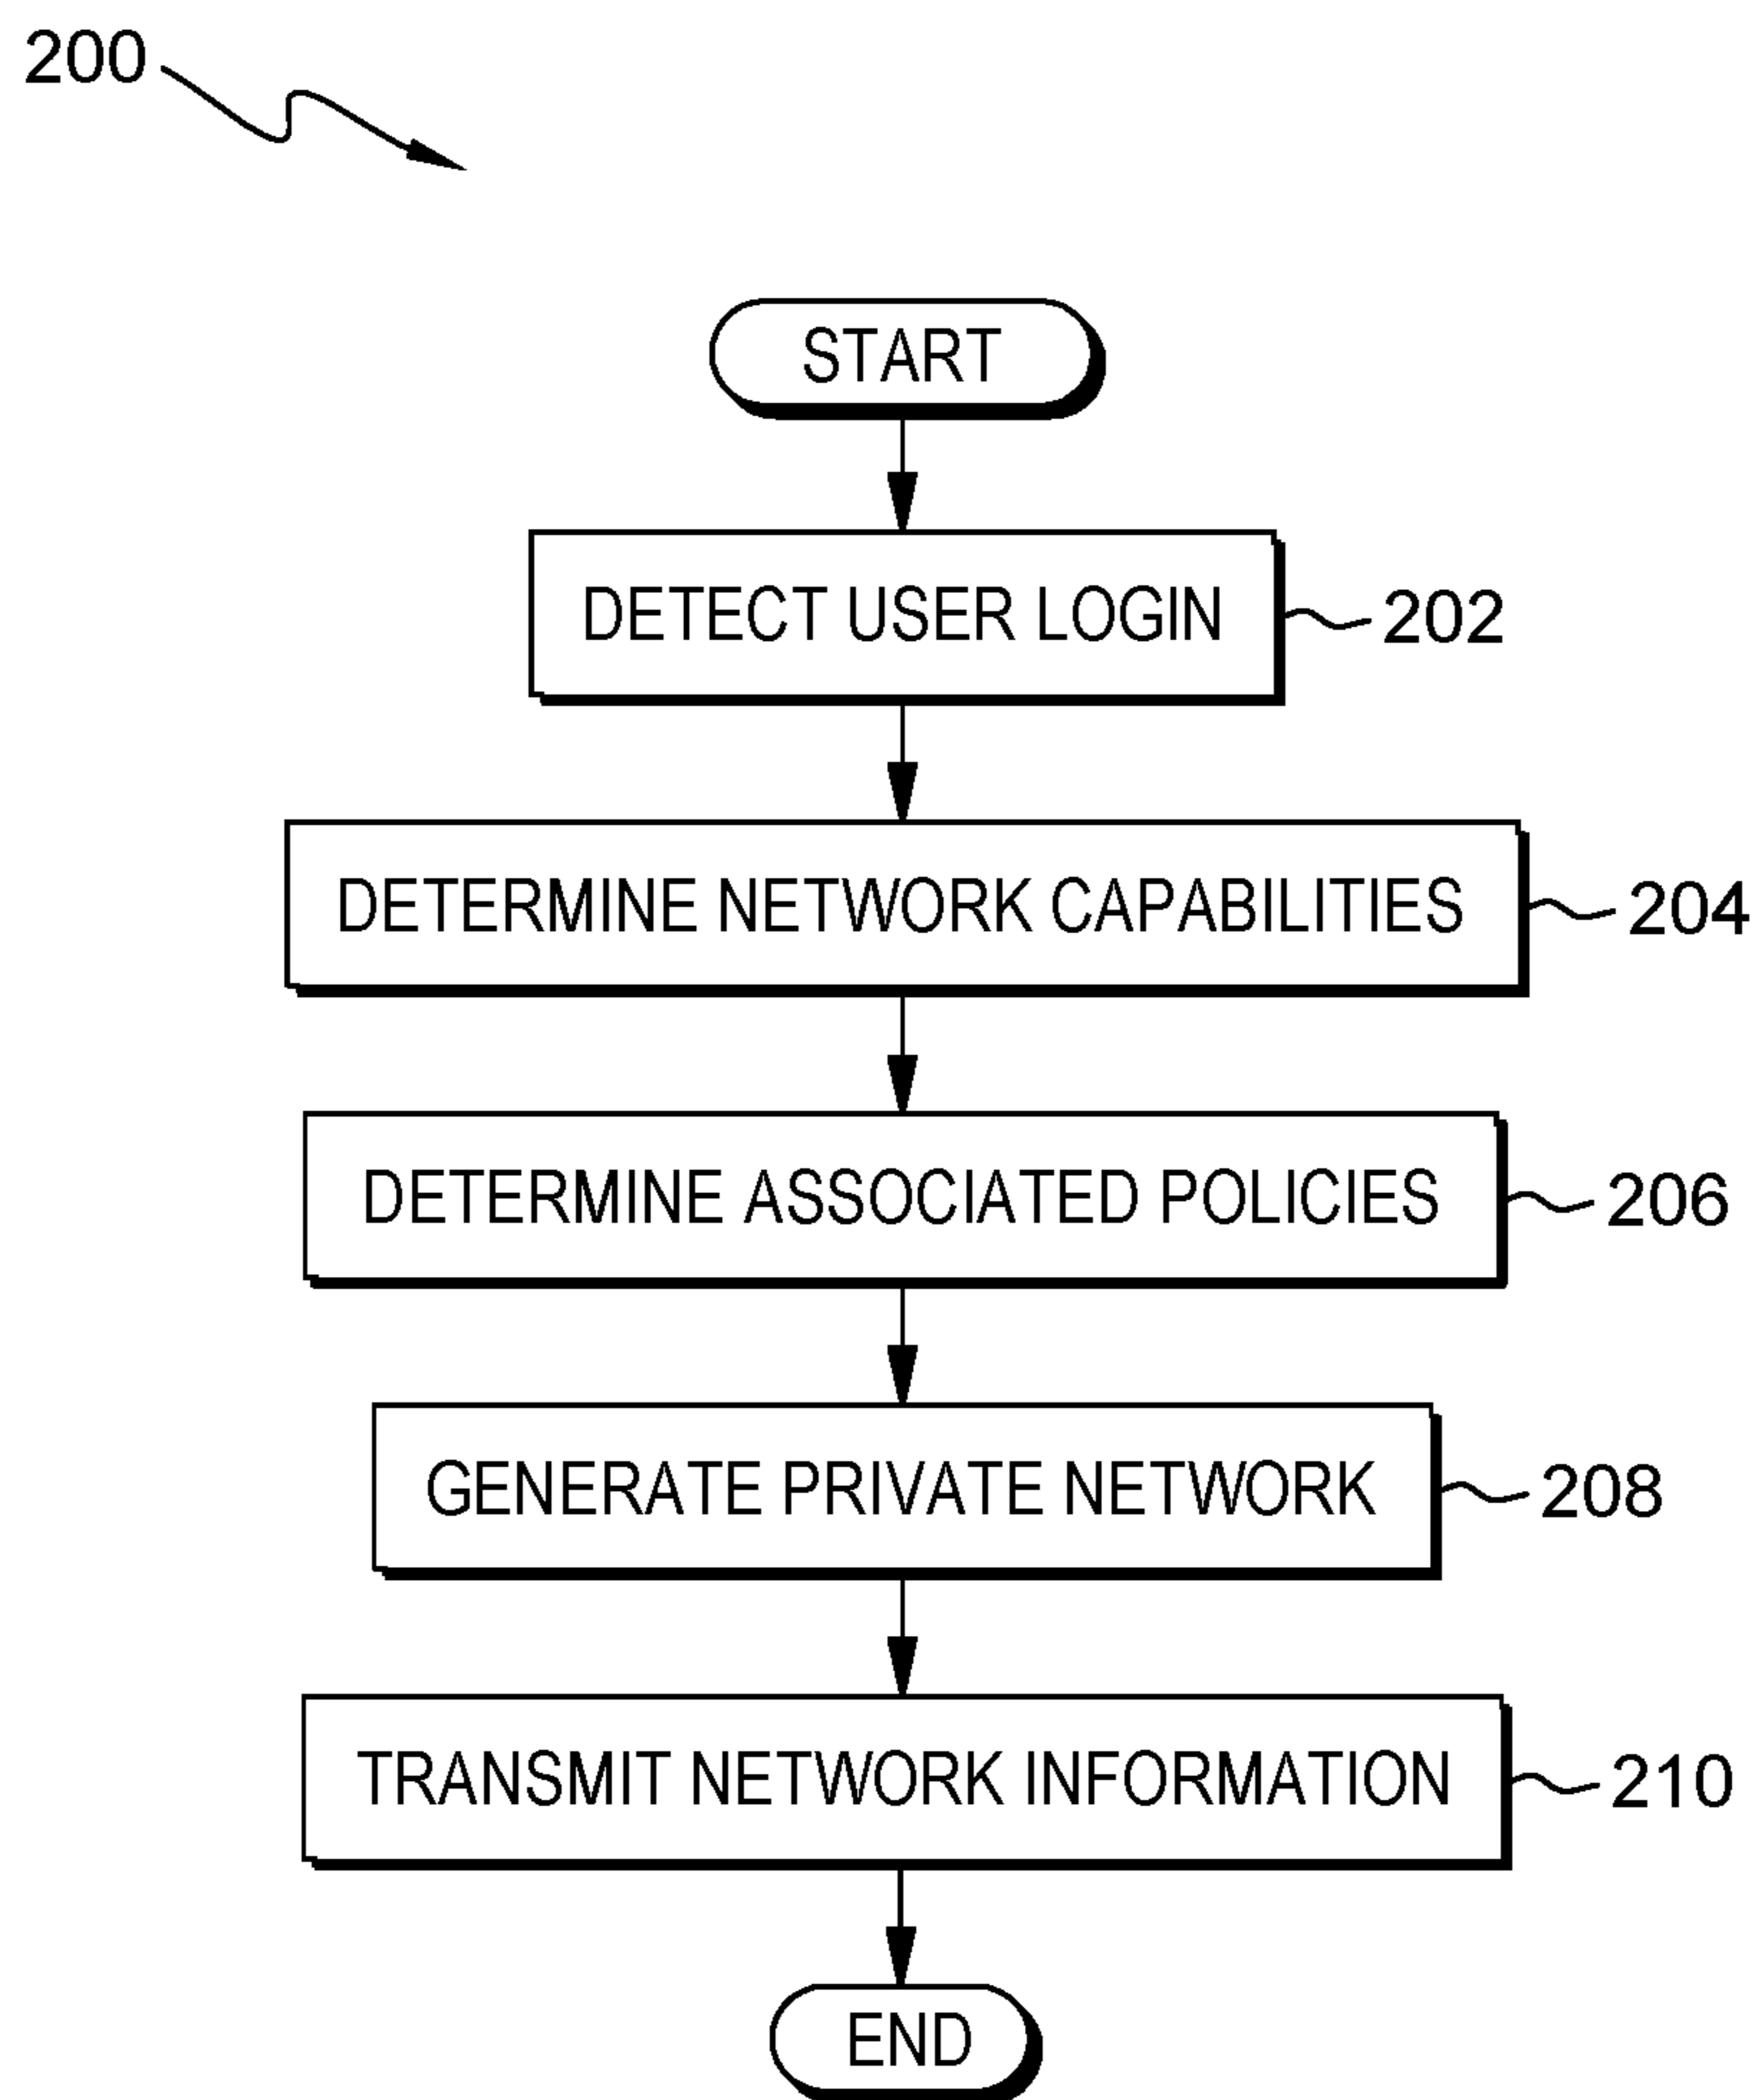 200
START
DETECT USER LOGIN
202
DETERMINE NETWORK CAPABILITIES
204
DETERMINE ASSOCIATED POLICIES
206
GENERATE PRIVATE NETWORK
208
TRANSMIT NETWORK INFORMATION
210
END